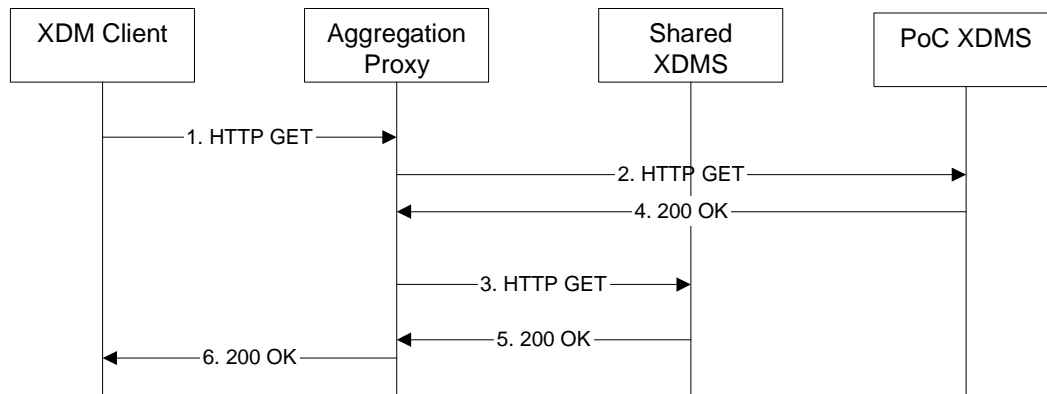 XDM Client
Aggregation
Proxy
Shared
XDMS
PoC XDMS
1. HTTP GET
2. HTTP GET
4. 200 OK
3. HTTP GET
5. 200 OK
6. 200 OK